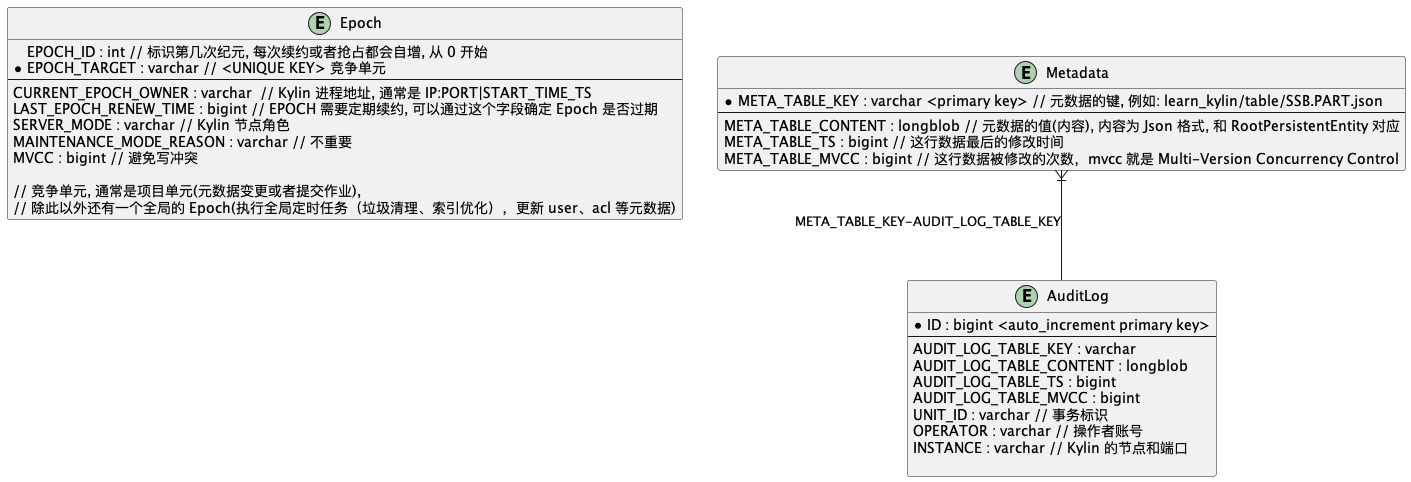 E Epoch
EPOCH_ID : int // 标识第几次纪元, 每次续约或者抢占都会自增, 从 0 开始
EPOCH_TARGET : varchar // <UNIQUE KEY> 竞争单元
CURRENT_EPOCH_OWNER : varchar  // Kylin 进程地址, 通常是 IP:PORT|START_TIME_TS
LAST_EPOCH_RENEW_TIME : bigint // EPOCH 需要定期续约, 可以通过这个字段确定 Epoch 是否过期
SERVER_MODE : varchar // Kylin 节点角色
MAINTENANCE_MODE_REASON : varchar // 不重要
MVCC : bigint // 避免写冲突
// 竞争单元, 通常是项目单元(元数据变更或者提交作业),
// 除此以外还有一个全局的 Epoch(执行全局定时任务（垃圾清理、索引优化）, 更新 user、acl 等元数据)
E Metadata
META_TABLE_KEY : varchar <primary key> // 元数据的键, 例如: learn_kylin/table/SSB.PART.json
META_TABLE_CONTENT : longblob // 元数据的值(内容), 内容为 Json 格式, 和 RootPersistentEntity 对应
META_TABLE_TS : bigint // 这行数据最后的修改时间
META_TABLE_MVCC : bigint // 这行数据被修改的次数，mvcc 就是 Multi-Version Concurrency Control
META_TABLE_KEY-AUDIT_LOG_TABLE_KEY
E AuditLog
ID : bigint <auto_increment primary key>
AUDIT_LOG_TABLE_KEY : varchar
AUDIT_LOG_TABLE_CONTENT : longblob
AUDIT_LOG_TABLE_TS : bigint
AUDIT_LOG_TABLE_MVCC : bigint
UNIT_ID : varchar // 事务标识
OPERATOR : varchar // 操作者账号
INSTANCE : varchar // Kylin 的节点和端口